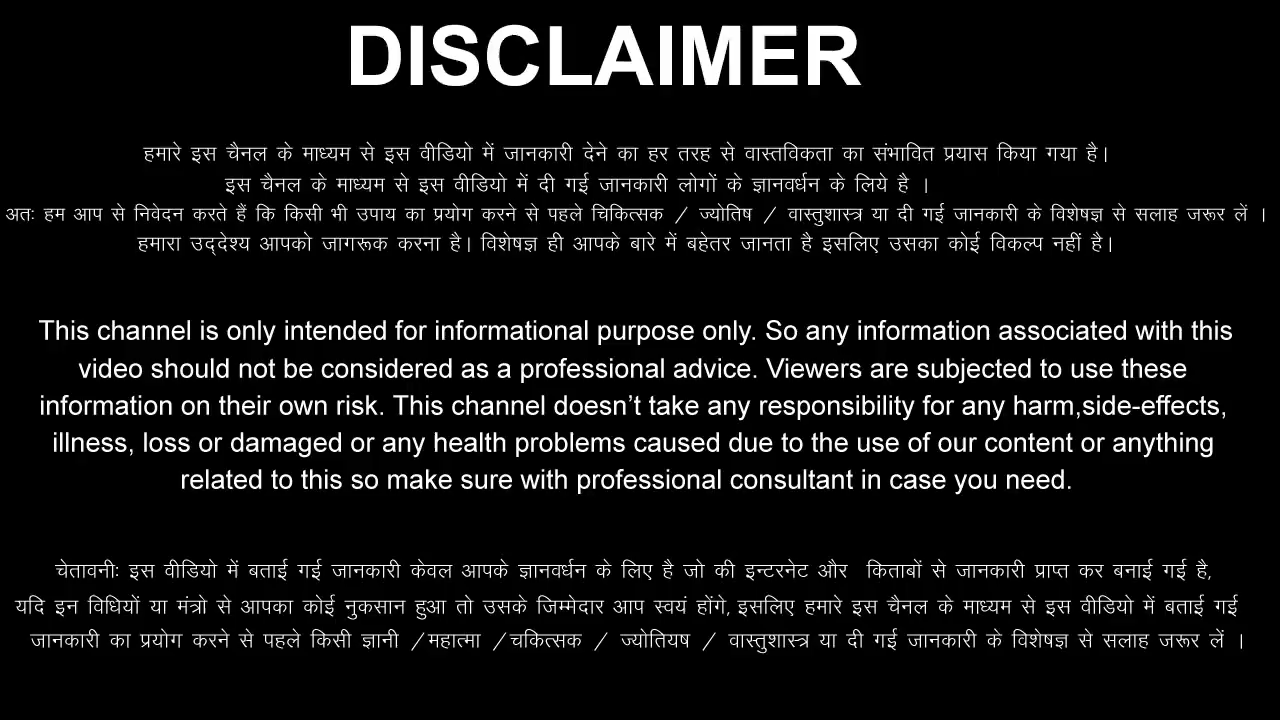 DISCLAIMER
हमारे इस चैनल के माध्यम से इस वीडियो में जानकारी देने का हर तरह से वास्तविकता का संभावित प्रयास किया गया है।
इस चैनल के माध्यम से इस वीडियो में दी गई जानकारी लोगों के ज्ञानवर्धन के लिये है ।
अतः हम आप से निवेदन करते हैं कि किसी भी उपाय का प्रयोग करने से पहले चिकित्सक / ज्योतिष / वास्तुशास्त्र या दी गई जानकारी के विशेषज्ञ से सलाह जरूर लें ।
हमारा उद्देश्य आपको जागरूक करना है। विशेषज्ञ ही आपके बारे में बहेतर जानता है इसलिए उसका कोई विकल्प नहीं है।
This channel is only intended for informational purpose only. So any information associated with this
video should not be considered as a professional advice. Viewers are subjected to use these
information on their own risk. This channel doesn’t take any responsibility for any harm,side-effects,
illness, loss or damaged or any health problems caused due to the use of our content or anything
related to this so make sure with professional consultant in case you need.
चेतावनीः इस वीडियो में बताई गई जानकारी केवल आपके ज्ञानवर्धन के लिए है जो की इन्टरनेट और किताबों से जानकारी प्राप्त कर बनाई गई है,
यदि इन विधियों या मंत्रो से आपका कोई नुकसान हुआ तो उसके जिम्मेदार आप स्वयं होंगे, इसलिए हमारे इस चैनल के माध्यम से इस वीडियो में बताई गई
जानकारी का प्रयोग करने से पहले किसी ज्ञानी /महात्मा /चकित्सक / ज्योतियष / वास्तुशास्त्र या दी गई जानकारी के विशेषज्ञ से सलाह जरूर लें ।